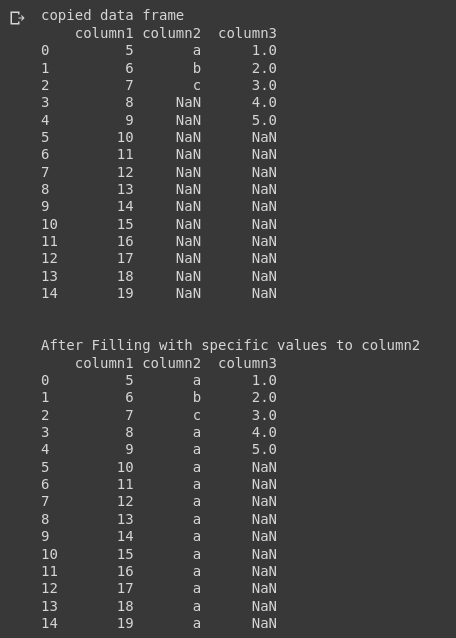 copied data frame
column1 column2 column3
0 5 a 1.0
1 6 b 2.0
2 7 c 3.0
3 8 NaN 4.0
4 9 NaN 5.0
5 10 NaN NaN
6 11 NaN NaN
7 12 NaN NaN
8 13 NaN NaN
9 14 NaN NaN
10 15 NaN NaN
11 16 NaN NaN
12 17 NaN NaN
13 18 NaN NaN
14 19 NaN NaN
After Filling with specific values to column2
column1 column2 column3
0 5 a 1.0
1 6 b 2.0
2 7 c 3.0
3 8 a 4.0
4 9 a 5.0
5 10 a NaN
6 11 a NaN
7 12 a NaN
8 13 a NaN
9 14 a NaN
10 15 a NaN
11 16 a NaN
12 17 a NaN
13 18 a NaN
14 19 a NaN